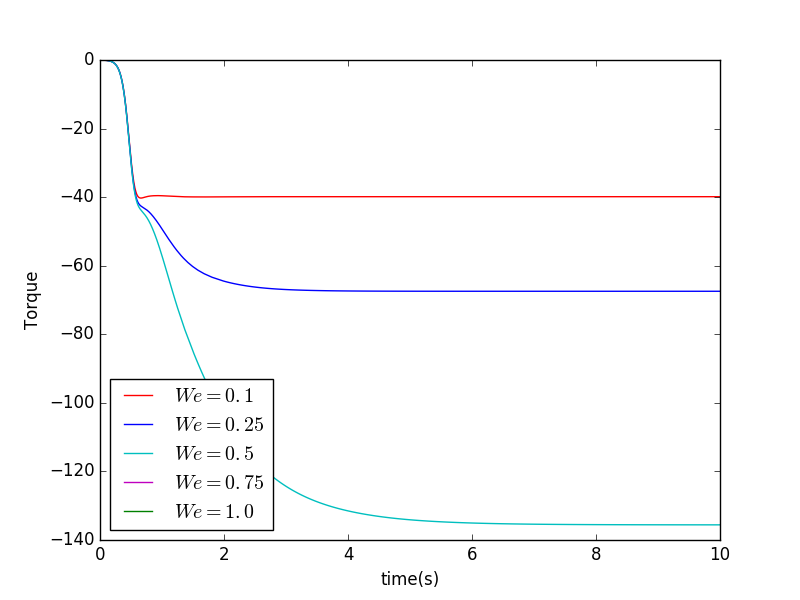 0
−20
−40
−60
−80
−100
−120
−140
Torque
We = 0.1
We = 0.25
We = 0.5
We = 0.75
We = 1.0
0 2 4 6 8 10
time(s)